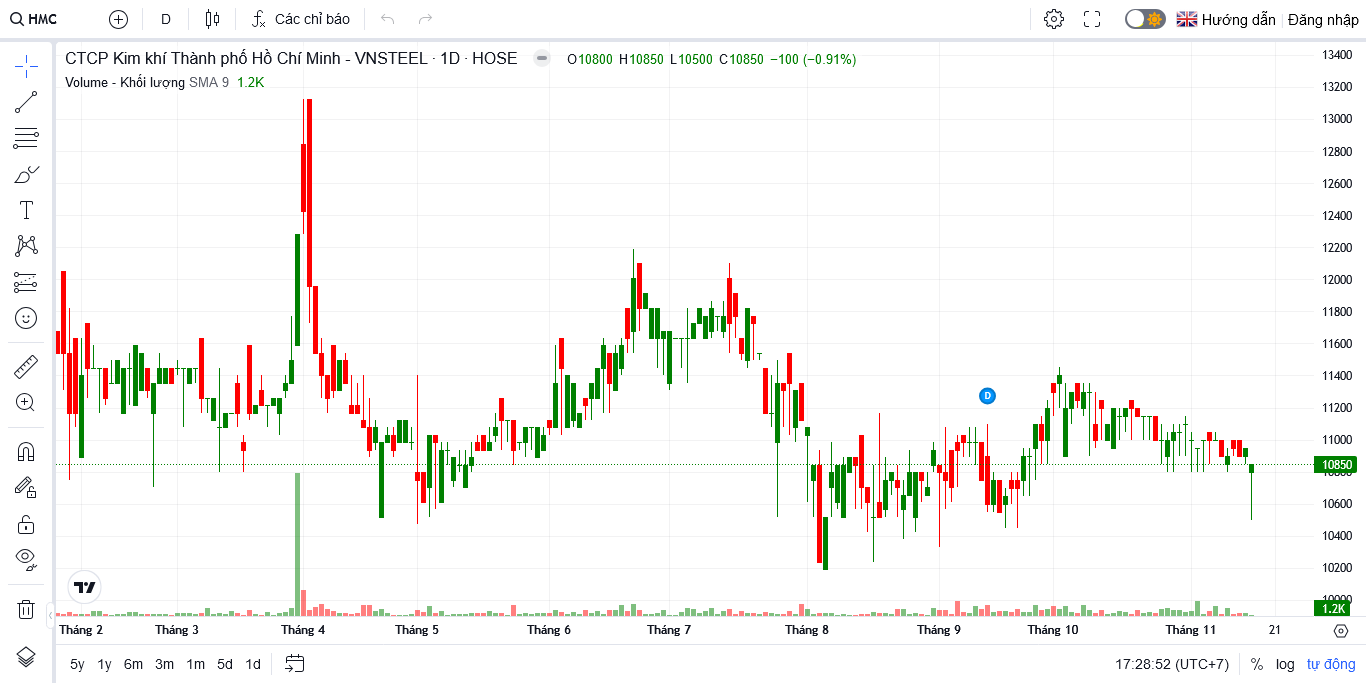 HMC D Các chỉ báo Hướng dẫn Đăng nhập
CTCP Kim khí Thành phố Hồ Chí Minh - VNSTEEL · 1D · HOSE O10800 H10850 L10500 C10850 −100 (−0.91%)
Volume - Khối lượng SMA 9 1.2K
13400
13200
13000
12800
12600
12400
12200
12000
11800
11600
11400
11200
D
11000
10850
10800
10600
10400
10200
10000
1.2K
Tháng 2 Tháng 3 Tháng 4 Tháng 5 Tháng 6 Tháng 7 Tháng 8 Tháng 9 Tháng 10 Tháng 11 21
5y 1y 6m 3m 1m 5d 1d 17:28:52 (UTC+7) % log tự động